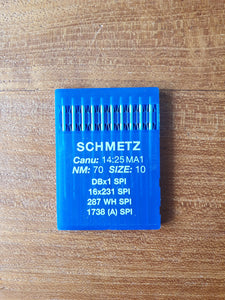 SCHMETZ
Canu: 14:25 MA1
NM: 70 SIZE: 10
DBx1 SPI
16x231 SPI
287 WH SPI
1738 (A) SPI